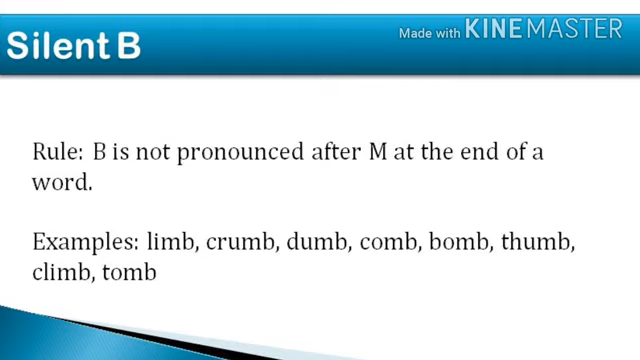 Silent B
Made with KINEMASTER
Rule: B is not pronounced after M at the end of a
word.
Examples: limb, crumb, dumb, comb, bomb, thumb,
climb, tomb